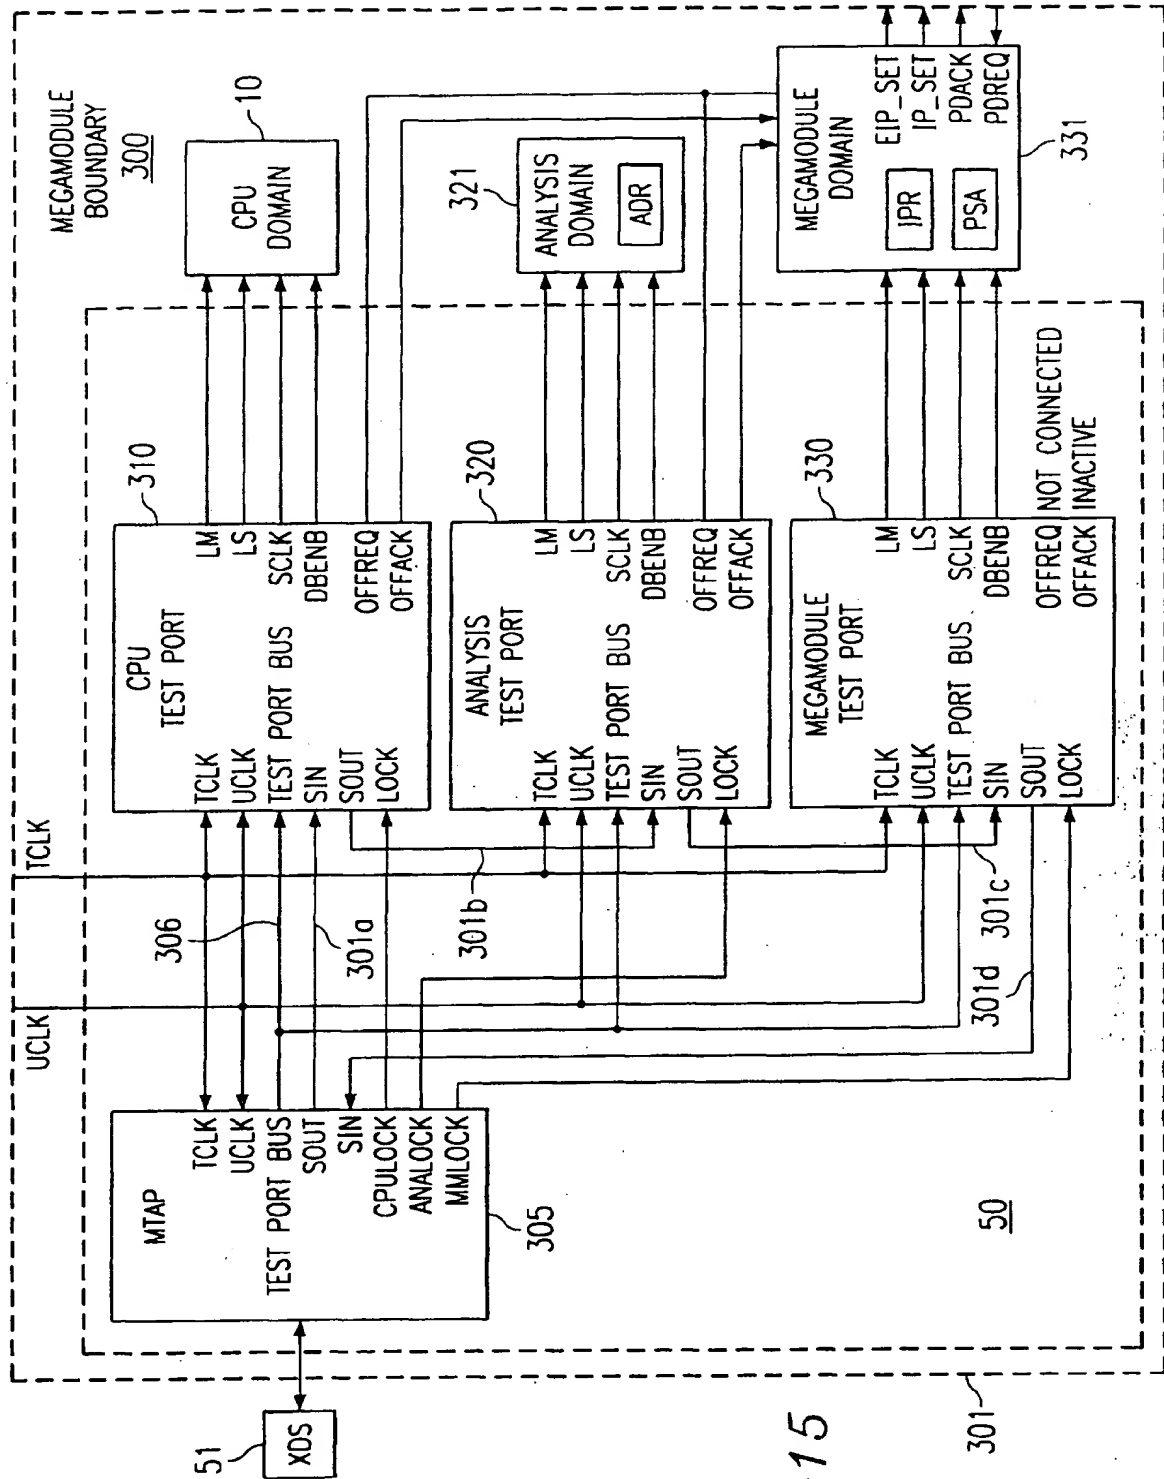 MEGAMODULE
BOUNDARY
300
UCLK
TCLK
51
XDS
MTAP
TCLK
UCLK
TEST PORT BUS
SOUT
SIN
CPULOCK
ANALOCK
MMLOCK
305
306
301a
301b
301c
301d
CPU
TEST PORT
310
TCLK
UCLK
TEST PORT BUS
SIN
SOUT
LOCK
LM
LS
SCLK
DBENB
OFFREQ
OFFACK
CPU
DOMAIN
10
ANALYSIS
TEST PORT
320
TCLK
UCLK
TEST PORT BUS
SIN
SOUT
LOCK
LM
LS
SCLK
DBENB
OFFREQ
OFFACK
ANALYSIS
DOMAIN
ADR
321
MEGAMODULE
TEST PORT
330
TCLK
UCLK
TEST PORT BUS
SIN
SOUT
LOCK
LM
LS
SCLK
DBENB
OFFREQ NOT CONNECTED
OFFACK INACTIVE
MEGAMODULE
DOMAIN
IPR
PSA
EIP_SET
IP_SET
PDACK
PDREQ
331
50
301
15